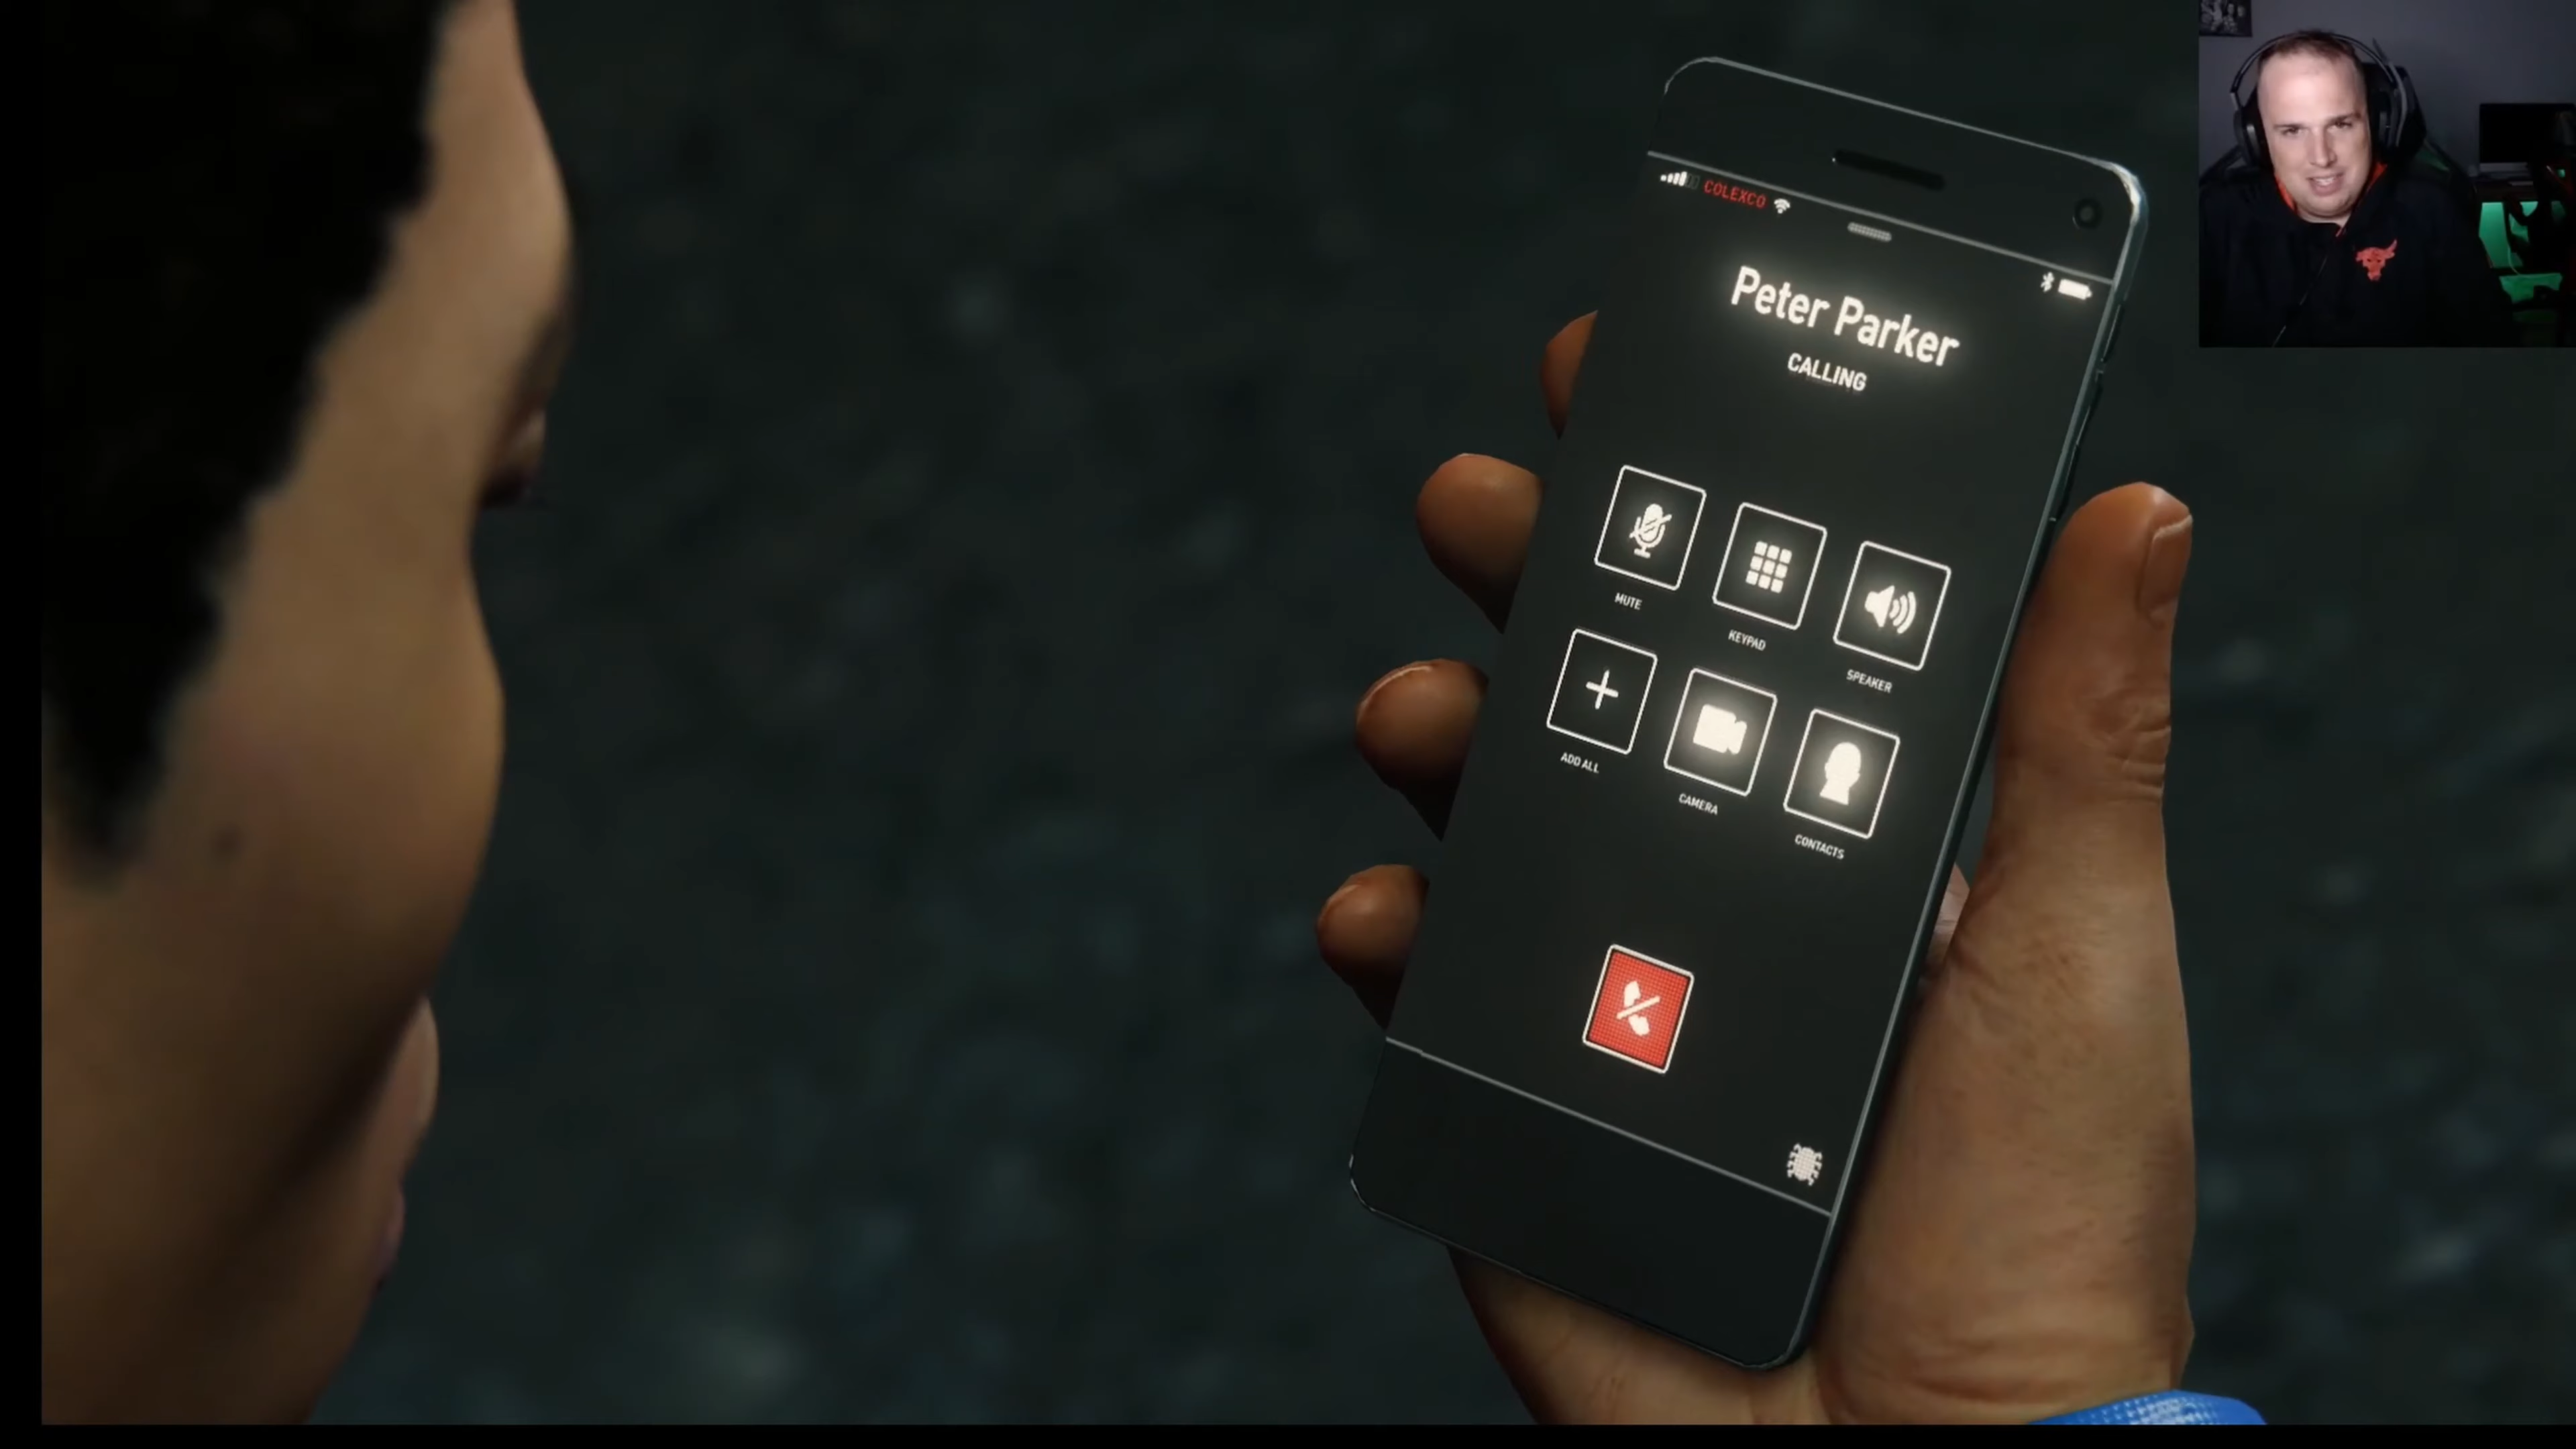 COLEXCO
Peter Parker
CALLING
MUTE
KEYPAD
SPEAKER
ADD ALL
CAMERA
CONTACTS